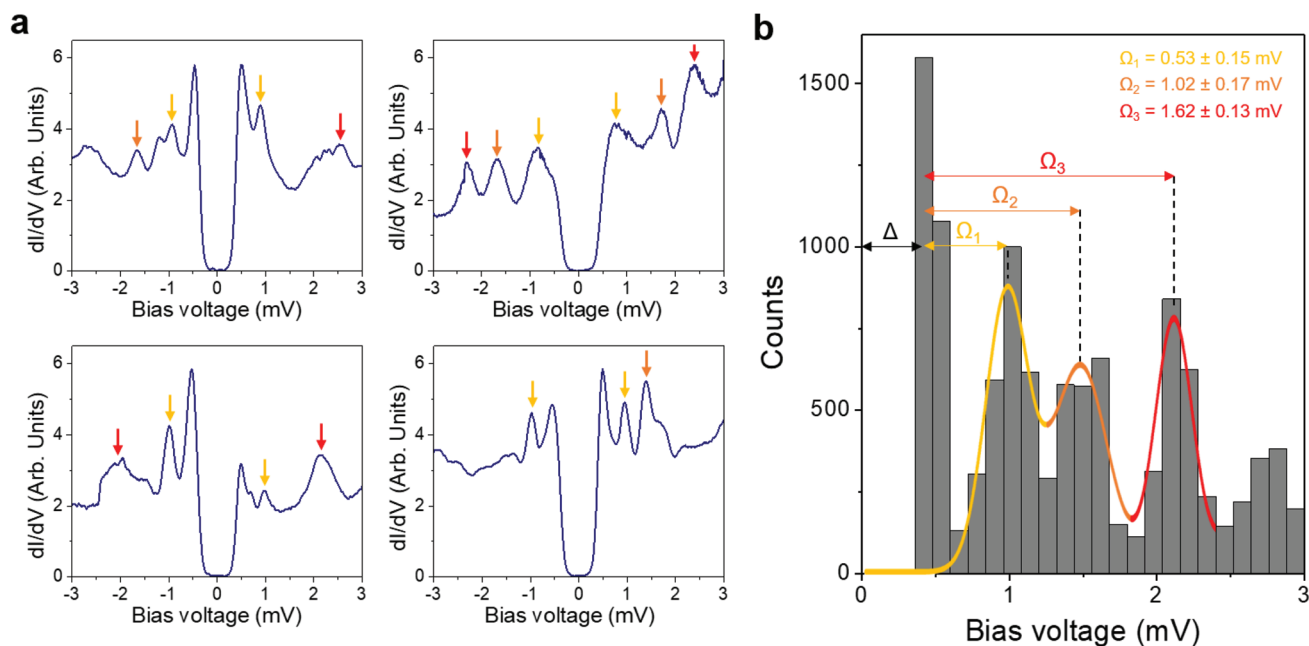 a
6
4
2
0
-3
-2
-1
0
1
2
3
dI/dV (Arb. Units)
Bias voltage (mV)
6
4
2
0
-3
-2
-1
0
1
2
3
dI/dV (Arb. Units)
Bias voltage (mV)
6
4
2
0
-3
-2
-1
0
1
2
3
dI/dV (Arb. Units)
Bias voltage (mV)
6
4
2
0
-3
-2
-1
0
1
2
3
dI/dV (Arb. Units)
Bias voltage (mV)
b
Ω₁ = 0.53 ± 0.15 mV
Ω₂ = 1.02 ± 0.17 mV
Ω₃ = 1.62 ± 0.13 mV
Ω₃
Ω₂
Ω₁
Δ
1500
1000
500
0
0
1
2
3
Counts
Bias voltage (mV)